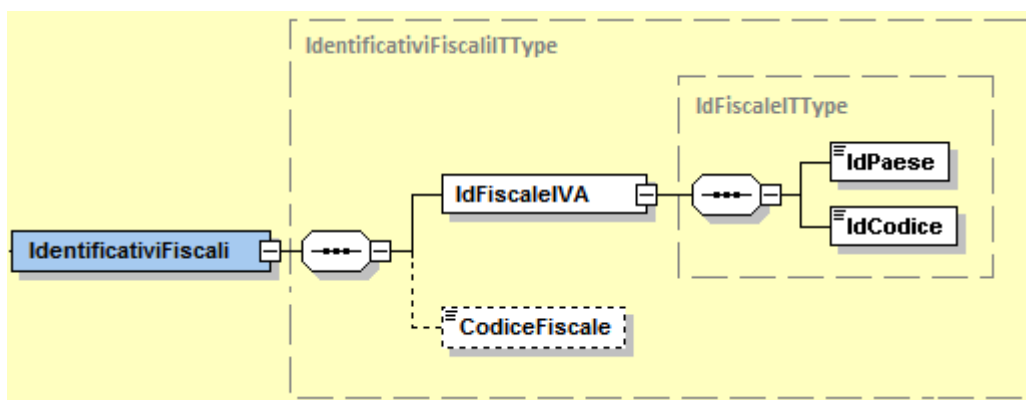 IdentificativiFiscaliITType
IdFiscaleITType
IdPaese
IdFiscaleIVA
IdCodice
IdentificativiFiscali
CodiceFiscale